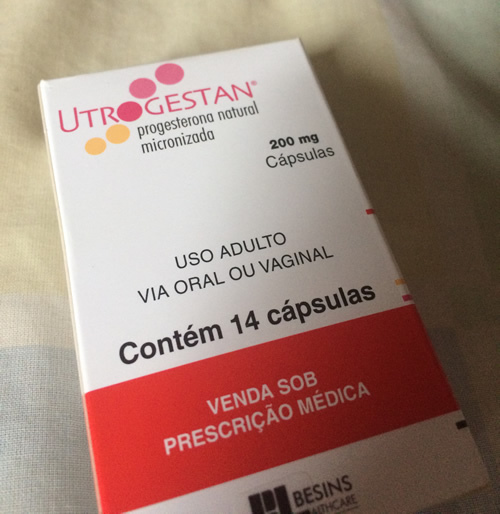 UTROGESTAN®
progesterona natural
micronizada
200 mg
Cápsulas
USO ADULTO
VIA ORAL OU VAGINAL
Contém 14 cápsulas
VENDA SOB
PRESCRIÇÃO MÉDICA
BESINS